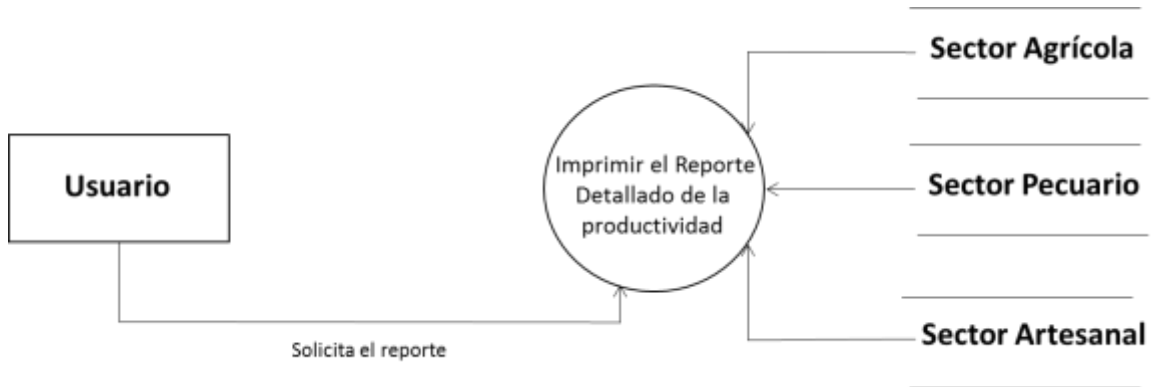 Usuario
Solicita el reporte
Imprimir el Reporte
Detallado de la
productividad
Sector Agrícola
Sector Pecuario
Sector Artesanal